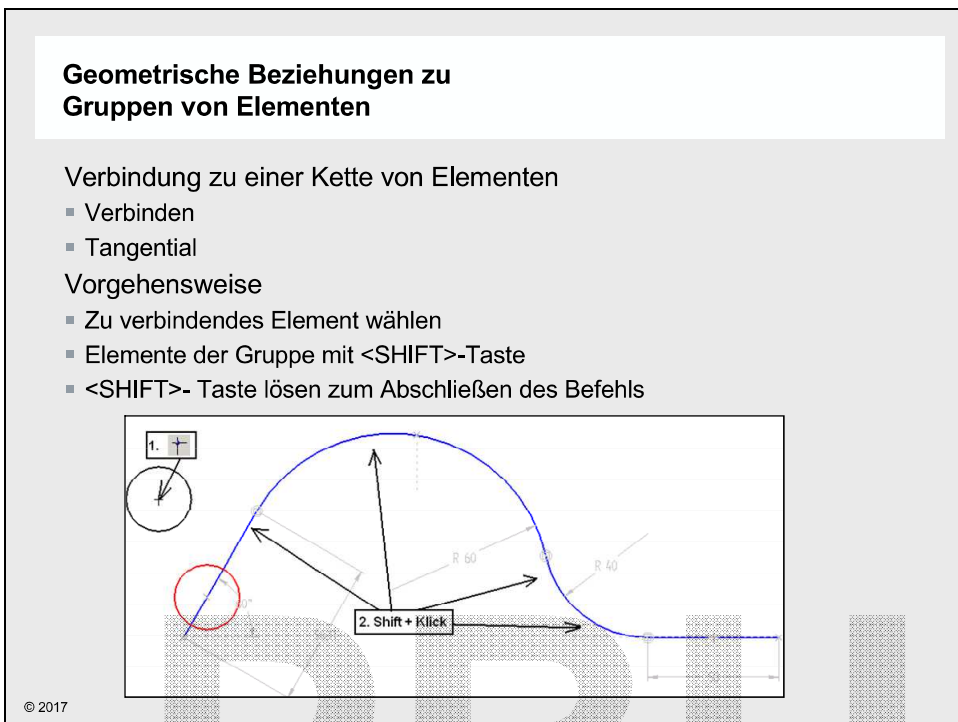 Geometrische Beziehungen zu
Gruppen von Elementen
Verbindung zu einer Kette von Elementen
Verbinden
Tangential
Vorgehensweise
Zu verbindendes Element wählen
Elemente der Gruppe mit <SHIFT>-Taste
<SHIFT>- Taste lösen zum Abschließen des Befehls
1.
R 60
R 40
2. Shift + Klick
© 2017